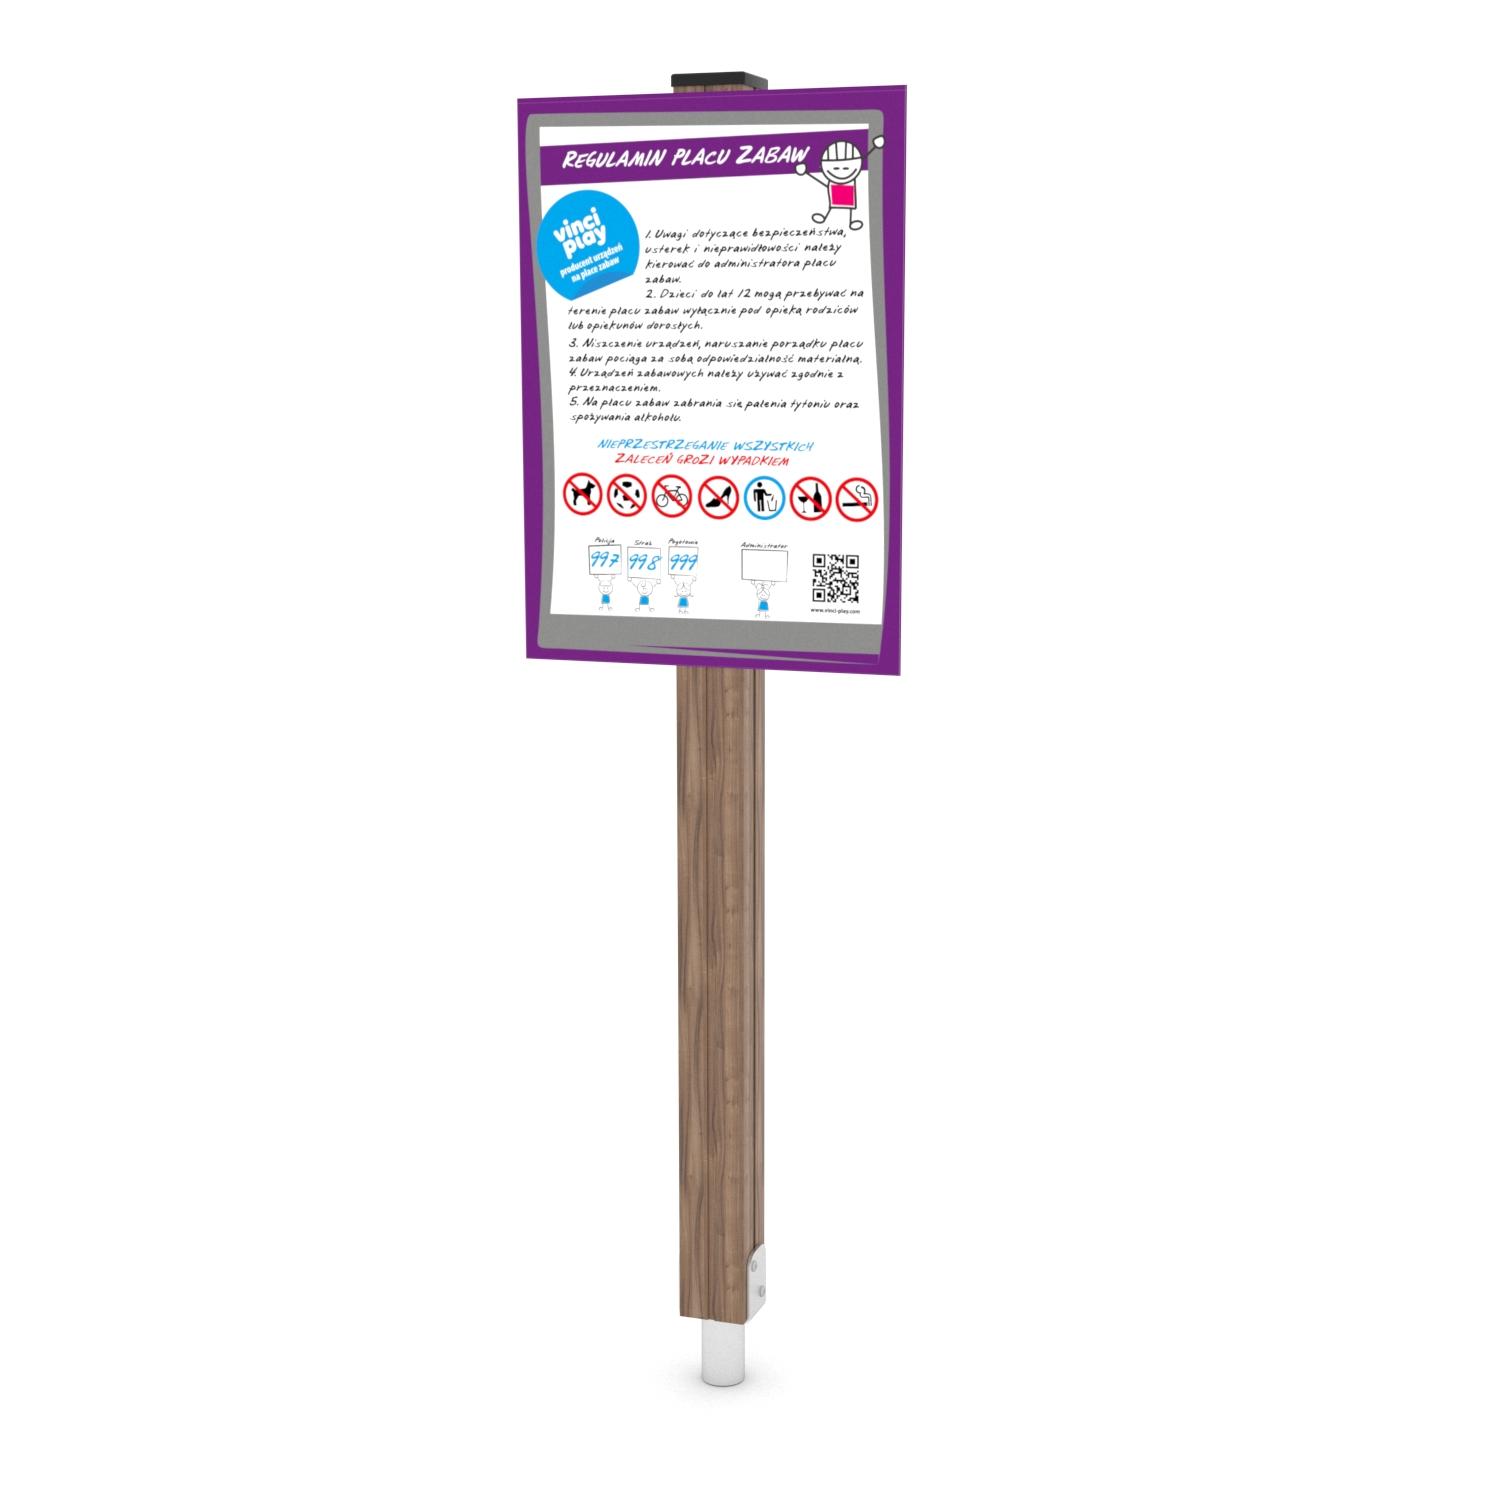 REGULAMIN PLACU ZABAW
vinci
play
producent urządzeń
na place zabaw
1. Uwagi dotyczące bezpieczeństwa,
usterek i nieprawidłowości należy
kierować do administratora placu
zabaw.
2. Dzieci do lat 12 mogą przebywać na
terenie placu zabaw wyłącznie pod opieką rodziców
lub opiekunów dorosłych.
3. Niszczenie urządzeń, naruszanie porządku placu
zabaw pociąga za sobą odpowiedzialność materialną.
4. Urządzeń zabawowych należy używać zgodnie z
przeznaczeniem.
5. Na placu zabaw zabrania się palenia tytoniu oraz
spożywania alkoholu.
NIEPRZESTRZEGANIE WSZYSTKICH
ZALECEŃ GROZI WYPADKIEM
Policja Straż Pogotowie Administrator
997 998 999
www.vinci-play.com